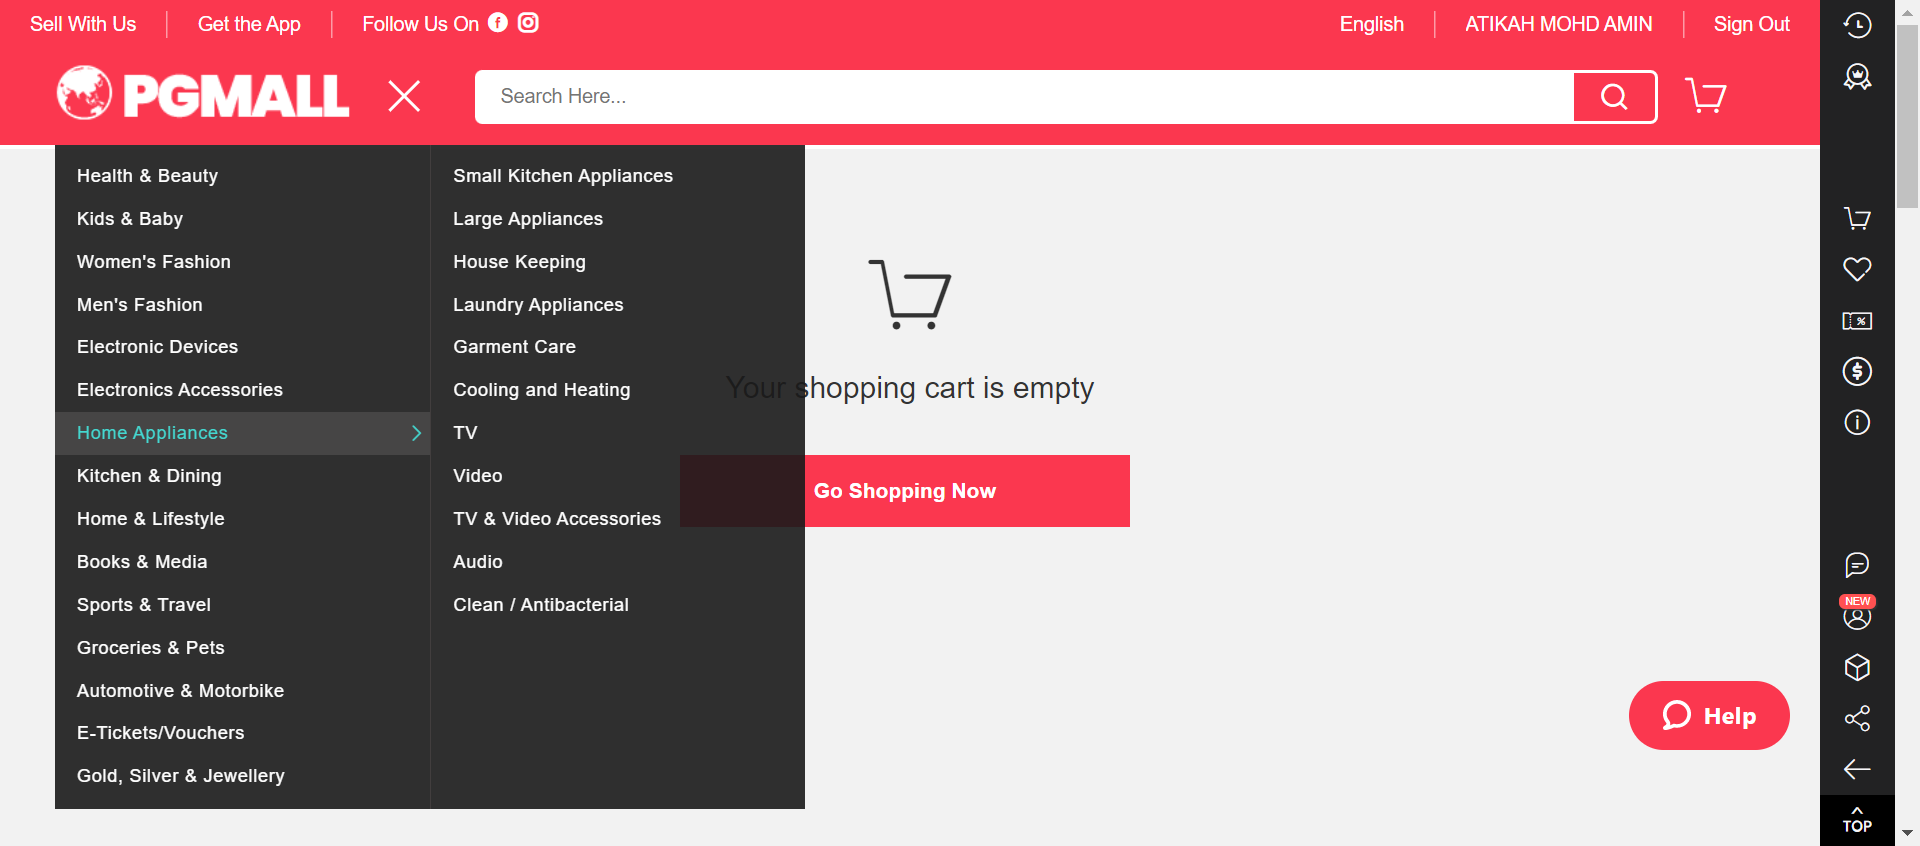 Sell With Us
Get the App
Follow Us On
English
ATIKAH MOHD AMIN
Sign Out
PGMALL
Search Here...
Health & Beauty
Kids & Baby
Women's Fashion
Men's Fashion
Electronic Devices
Electronics Accessories
Home Appliances
Kitchen & Dining
Home & Lifestyle
Books & Media
Sports & Travel
Groceries & Pets
Automotive & Motorbike
E-Tickets/Vouchers
Gold, Silver & Jewellery
Small Kitchen Appliances
Large Appliances
House Keeping
Laundry Appliances
Garment Care
Cooling and Heating
TV
Video
TV & Video Accessories
Audio
Clean / Antibacterial
Your shopping cart is empty
Go Shopping Now
Help
NEW
TOP